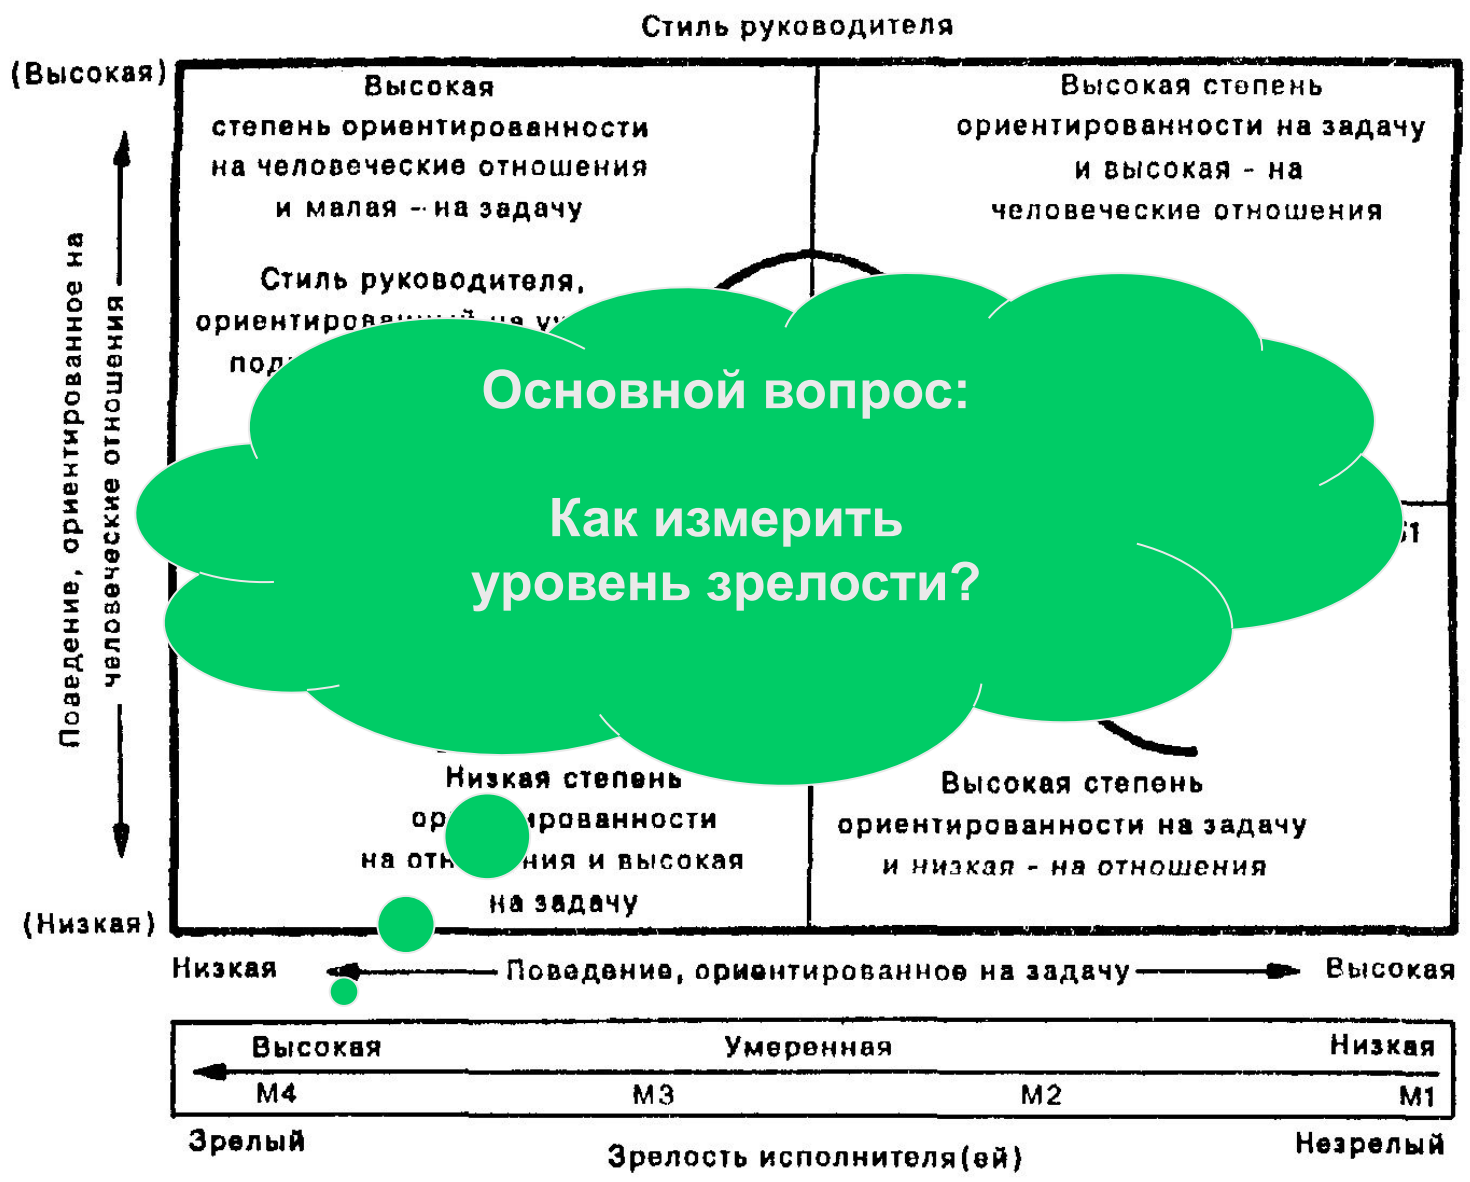 Стиль руководителя
(Высокая)
Высокая
степень ориентированности
на человеческие отношения
и малая - на задачу
Высокая степень
ориентированности на задачу
и высокая - на
человеческие отношения
Стиль руководителя,
на
Поведение, ориентированное на
человеческие отношения
Основной вопрос:
Как измерить
уровень зрелости?
Низкая степень
на
и высокая
на задачу
Высокая степень
ориентированности на задачу
и низкая - на отношения
(Низкая)
Низкая
Поведение, ориентированное на задачу
Высокая
Высокая
Умеренная
Низкая
М4
М3
М2
М1
Зрелый
Зрелость исполнителя(ей)
Незрелый